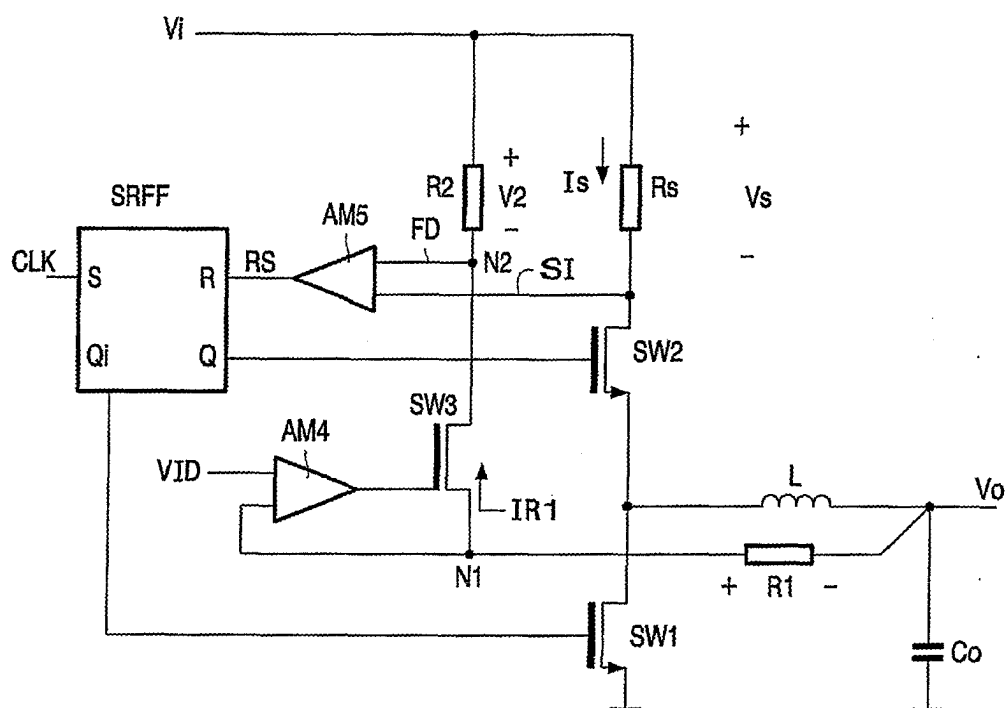 Vi
+
R2
V2
-
Is
Rs
+
Vs
-
SRFF
AM5
FD
N2
SI
CLK
S
R
RS
Qi
Q
SW2
SW3
AM4
VID
IR1
L
Vo
N1
+
R1
-
SW1
Co